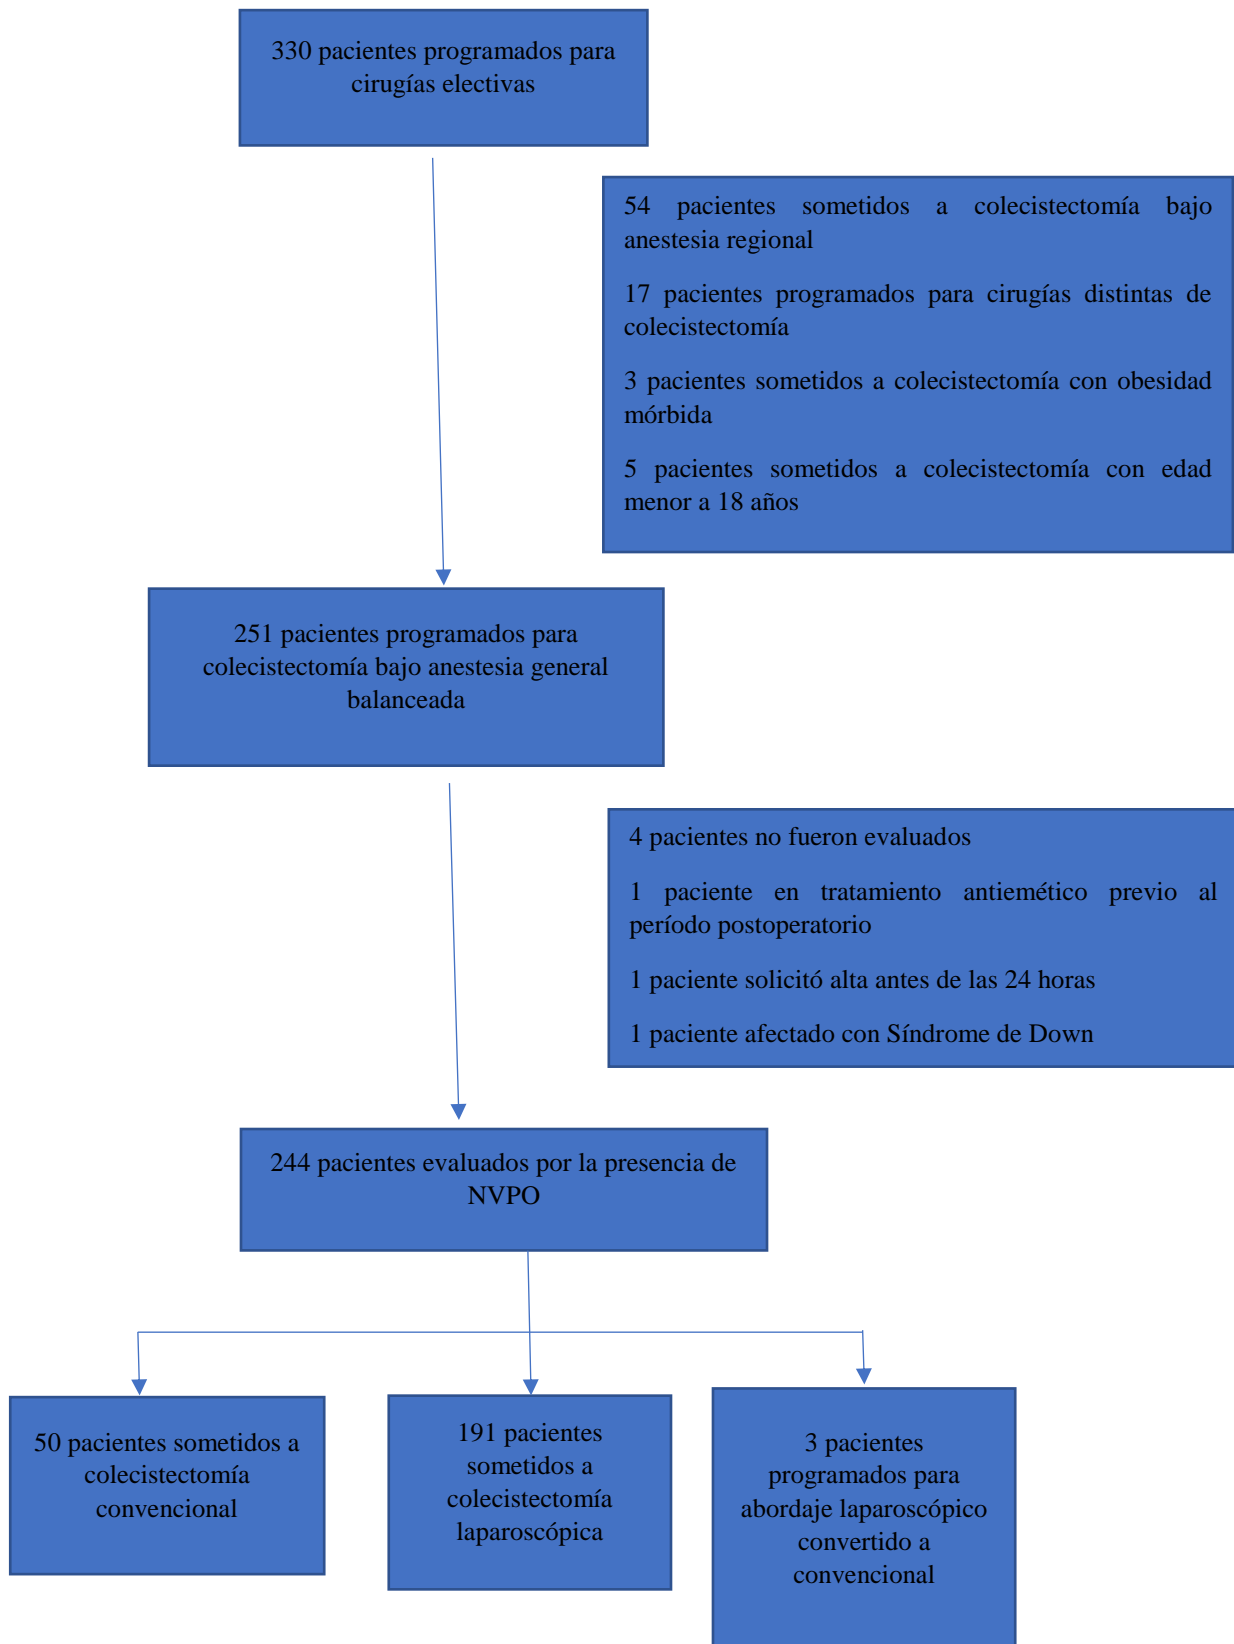 330 pacientes programados para
cirugías electivas
54 pacientes sometidos a colecistectomía bajo
anestesia regional
17 pacientes programados para cirugías distintas de
colecistectomía
3 pacientes sometidos a colecistectomía con obesidad
mórbida
5 pacientes sometidos a colecistectomía con edad
menor a 18 años
251 pacientes programados para
colecistectomía bajo anestesia general
balanceada
4 pacientes no fueron evaluados
1 paciente en tratamiento antiemético previo al
período postoperatorio
1 paciente solicitó alta antes de las 24 horas
1 paciente afectado con Síndrome de Down
244 pacientes evaluados por la presencia de
NVPO
50 pacientes sometidos a
colecistectomía
convencional
191 pacientes
sometidos a
colecistectomía
laparoscópica
3 pacientes
programados para
abordaje laparoscópico
convertido a
convencional